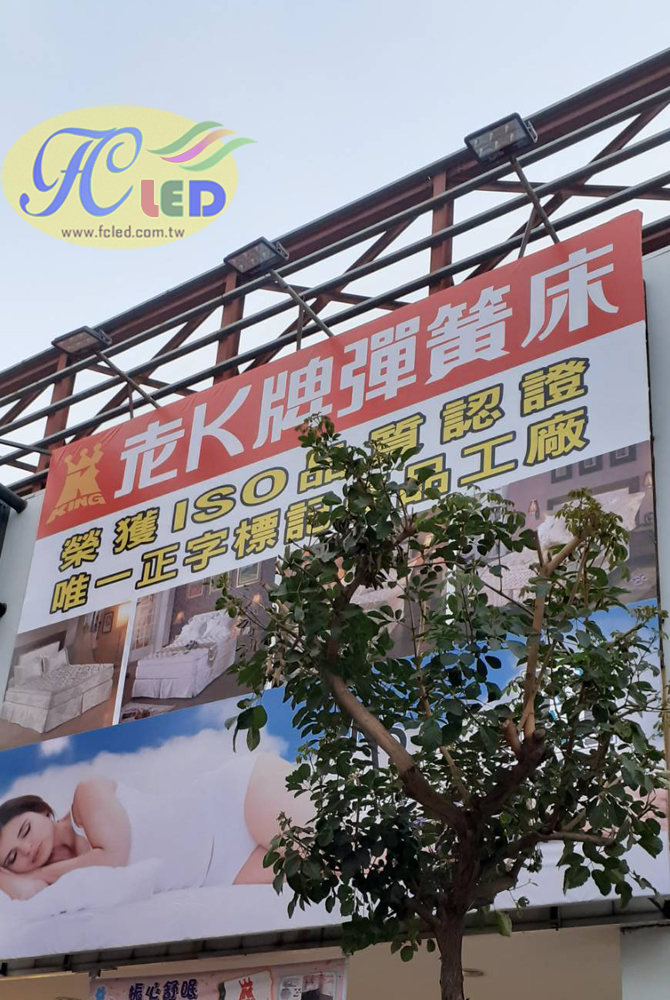 FC LED
www.fcled.com.tw
老K牌彈簧床
KING
榮獲ISO品質認證
唯一正字標記 品工廠